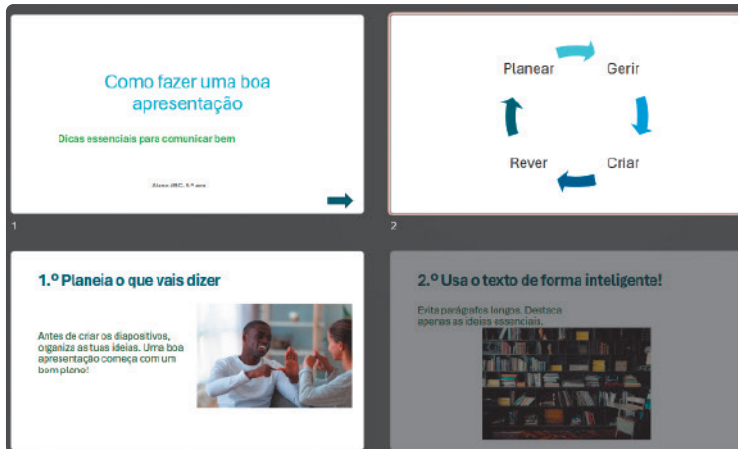 Como fazer uma boa
apresentação
Dicas essenciais para comunicar bem
1
Planear
Gerir
Rever
Criar
2
1.º Planeia o que vais dizer
Antes de criar os diapositivos,
organiza as tuas ideias. Uma boa
apresentação começa com um
bom plano!
2.º Usa o texto de forma inteligente!
Evite parágrafos longos. Destaca
apenas as ideias essenciais.